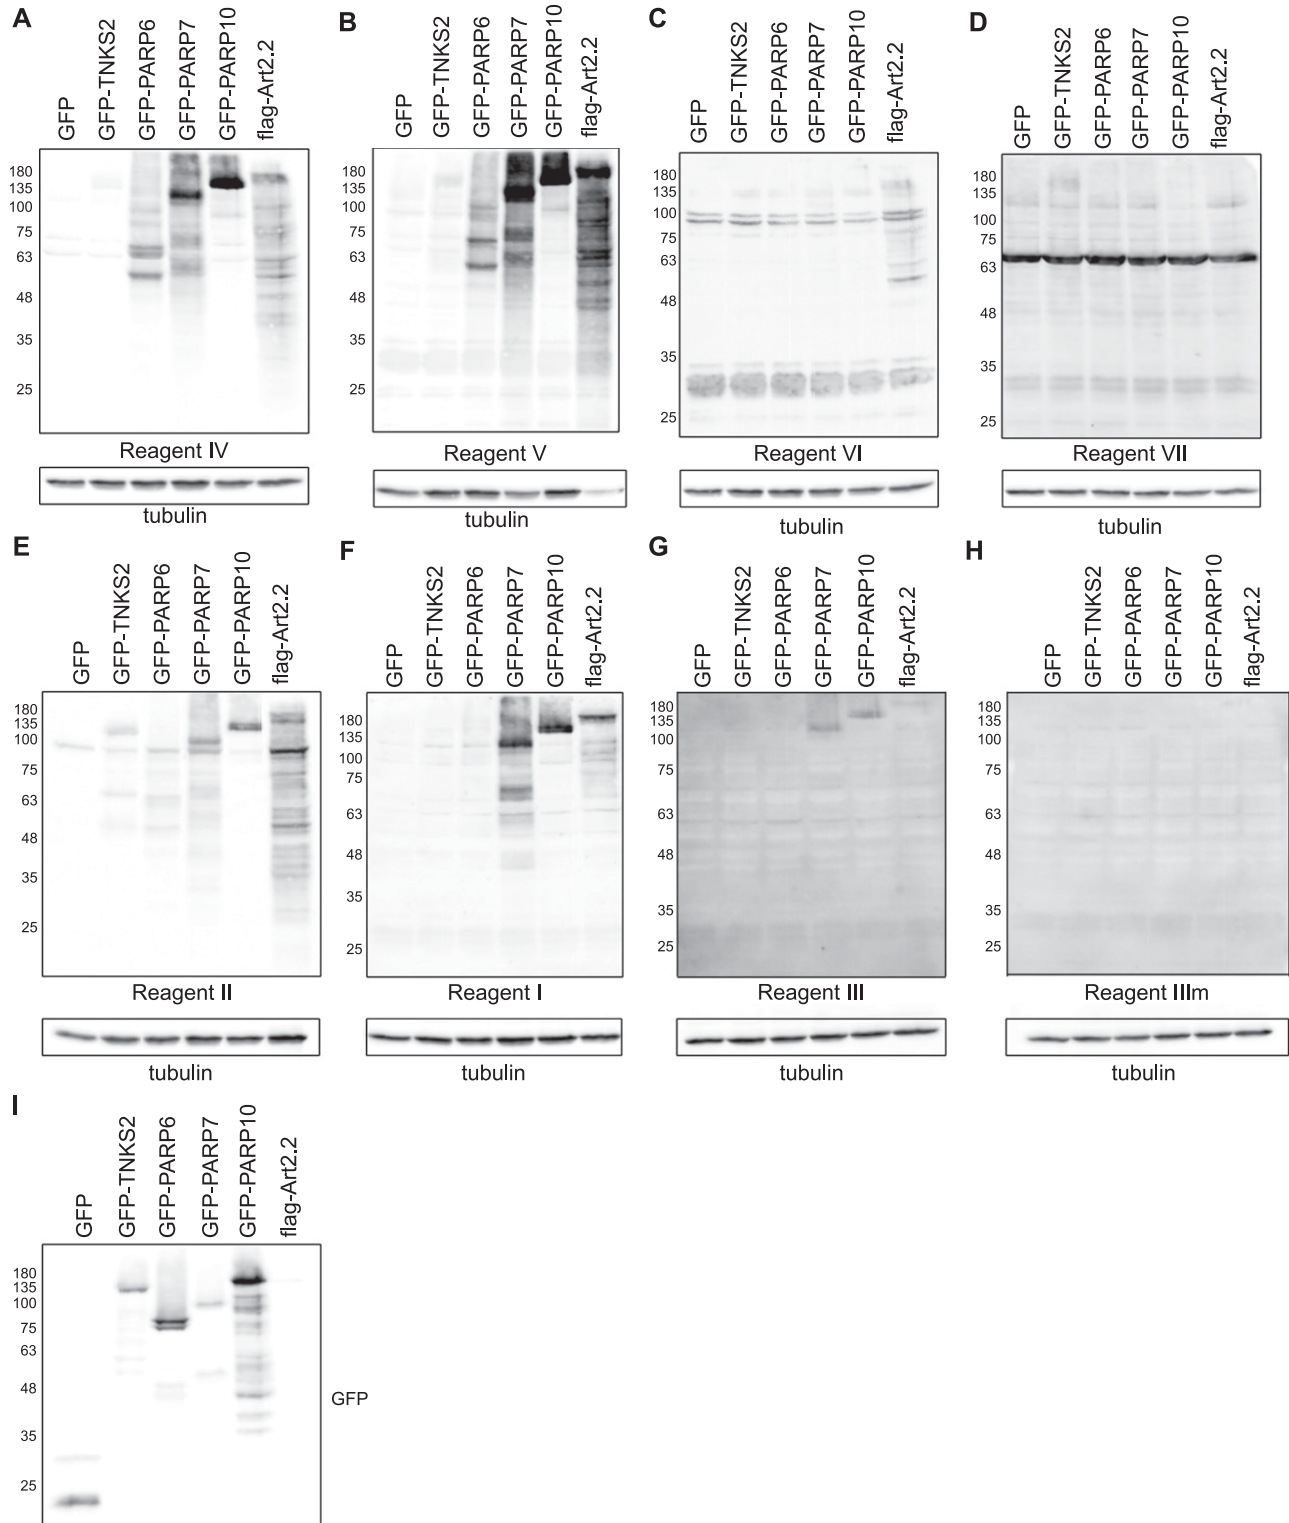 A
GFP
GFP-TNKS2
GFP-PARP6
GFP-PARP7
GFP-PARP10
flag-Art2.2
180
135
100
75
63
48
35
25
Reagent IV
tubulin
B
GFP
GFP-TNKS2
GFP-PARP6
GFP-PARP7
GFP-PARP10
flag-Art2.2
180
135
100
75
63
48
35
25
Reagent V
tubulin
C
GFP
GFP-TNKS2
GFP-PARP6
GFP-PARP7
GFP-PARP10
flag-Art2.2
180
135
100
75
63
48
35
25
Reagent VI
tubulin
D
GFP
GFP-TNKS2
GFP-PARP6
GFP-PARP7
GFP-PARP10
flag-Art2.2
180
135
100
75
63
48
35
25
Reagent VII
tubulin
E
GFP
GFP-TNKS2
GFP-PARP6
GFP-PARP7
GFP-PARP10
flag-Art2.2
180
135
100
75
63
48
35
25
Reagent II
tubulin
F
GFP
GFP-TNKS2
GFP-PARP6
GFP-PARP7
GFP-PARP10
flag-Art2.2
180
135
100
75
63
48
35
25
Reagent I
tubulin
G
GFP
GFP-TNKS2
GFP-PARP6
GFP-PARP7
GFP-PARP10
flag-Art2.2
180
135
100
75
63
48
35
25
Reagent III
tubulin
H
GFP
GFP-TNKS2
GFP-PARP6
GFP-PARP7
GFP-PARP10
flag-Art2.2
180
135
100
75
63
48
35
25
Reagent IIIm
tubulin
I
GFP
GFP-TNKS2
GFP-PARP6
GFP-PARP7
GFP-PARP10
flag-Art2.2
180
135
100
75
63
48
35
25
GFP